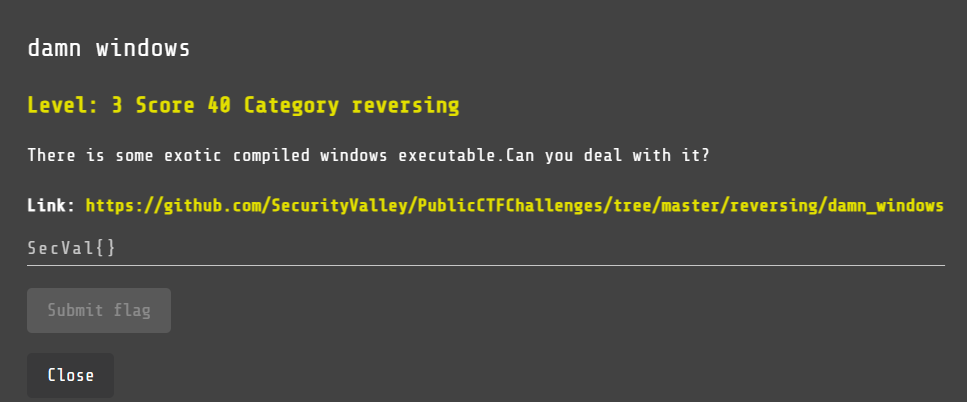 damn windows
Level: 3 Score 40 Category reversing
There is some exotic compiled windows executable.Can you deal with it?
Link: https://github.com/SecurityValley/PublicCTFChallenges/tree/master/reversing/damn_windows
SecVal{}
Submit flag
Close